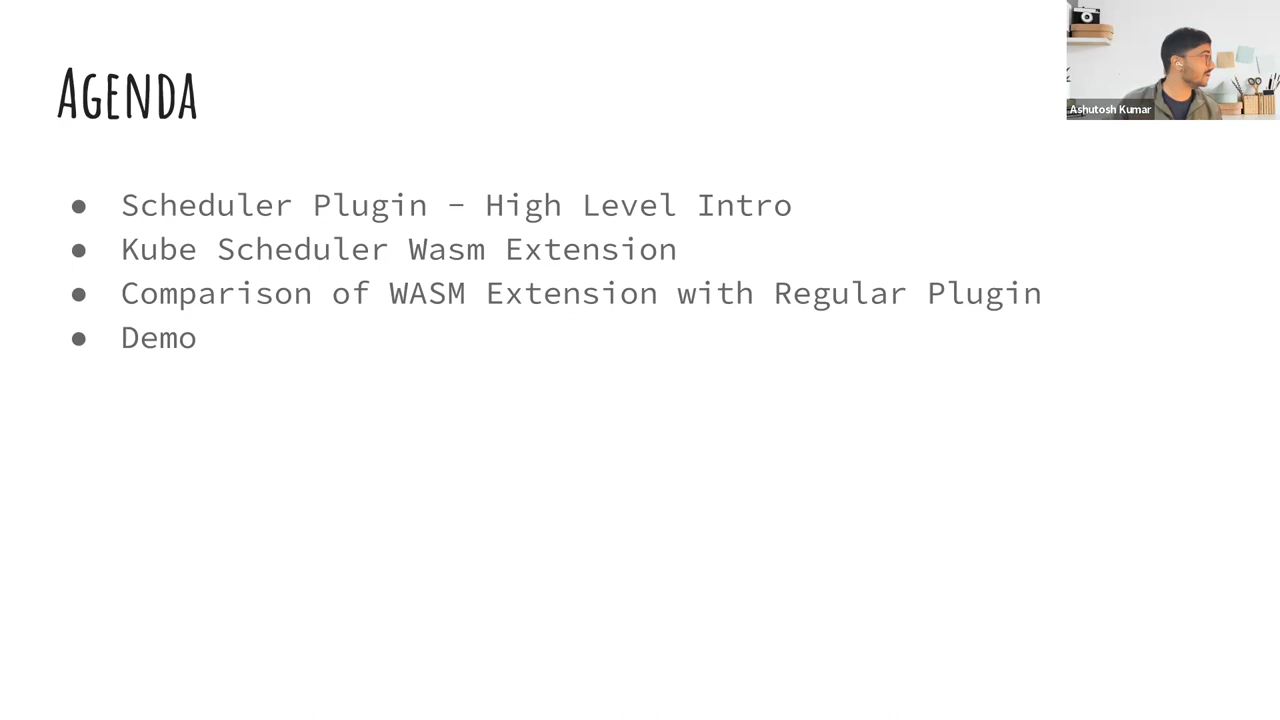 Agenda
Ashutosh Kumar
● Scheduler Plugin - High Level Intro
● Kube Scheduler Wasm Extension
● Comparison of WASM Extension with Regular Plugin
● Demo